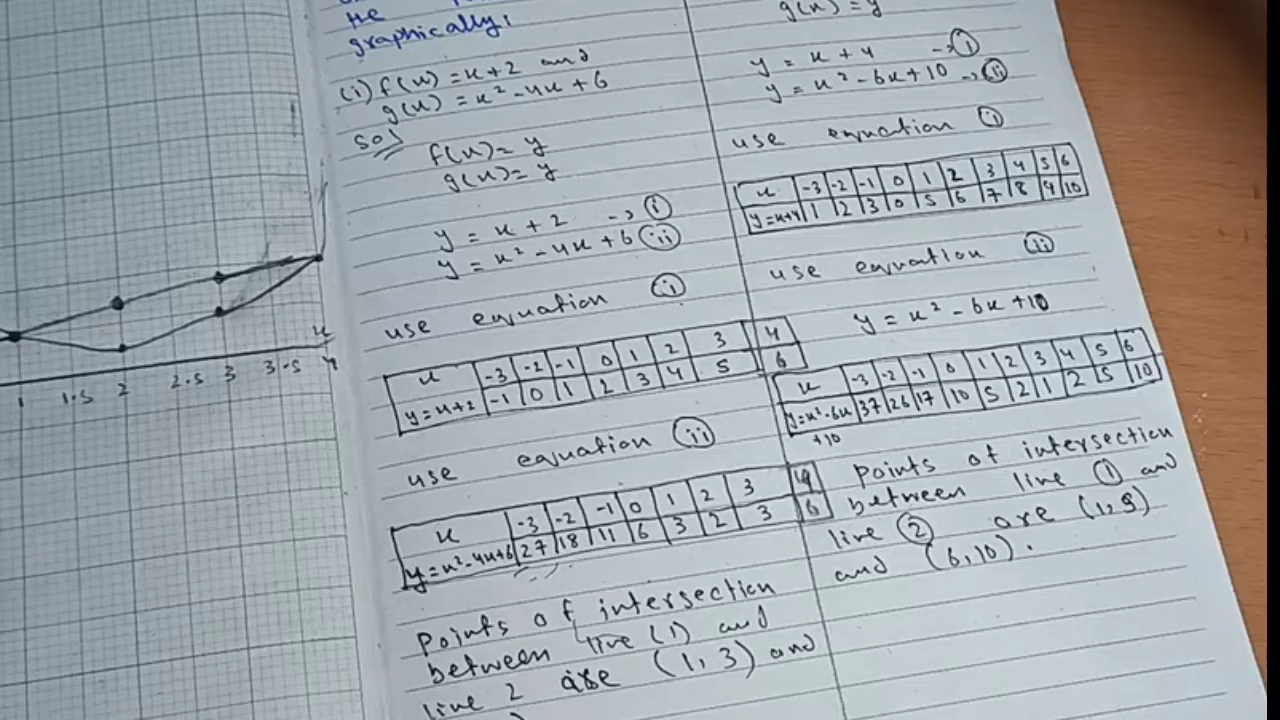 the
graphically:
(i) f(x) = x+2 and
g(x) = x² - 4x + 6
Sol
f(x) = y
g(x) = y
y = x + 2 → (i)
y = x² - 4x + 6 (ii)
use equation (i)
x -3 -2 -1 0 1 2 3 4
y=x+2 -1 0 1 2 3 4 5 6
use equation (ii)
x -3 -2 -1 0 1 2 3 4
y=x²-4x+6 27 18 11 6 3 2 3 6
Points of intersection
between line (1) and
line 2 are (1, 3) and
g(x) = y
y = x + 4 → (i)
y = x² - 6x + 10 → (ii)
use equation (i)
x -3 -2 -1 0 1 2 3 4 5 6
y=x+4 1 2 3 0 5 6 7 8 9 10
use equation (ii)
y = x² - 6x + 10
x -3 -2 -1 0 1 2 3 4 5 6
y=x²-6x 37 26 17 10 5 2 1 2 5 10
+10
Points of intersection
between line (1) and
line (2) are
and (6, 10).
x
1 1.5 2 2.5 3 3.5 4